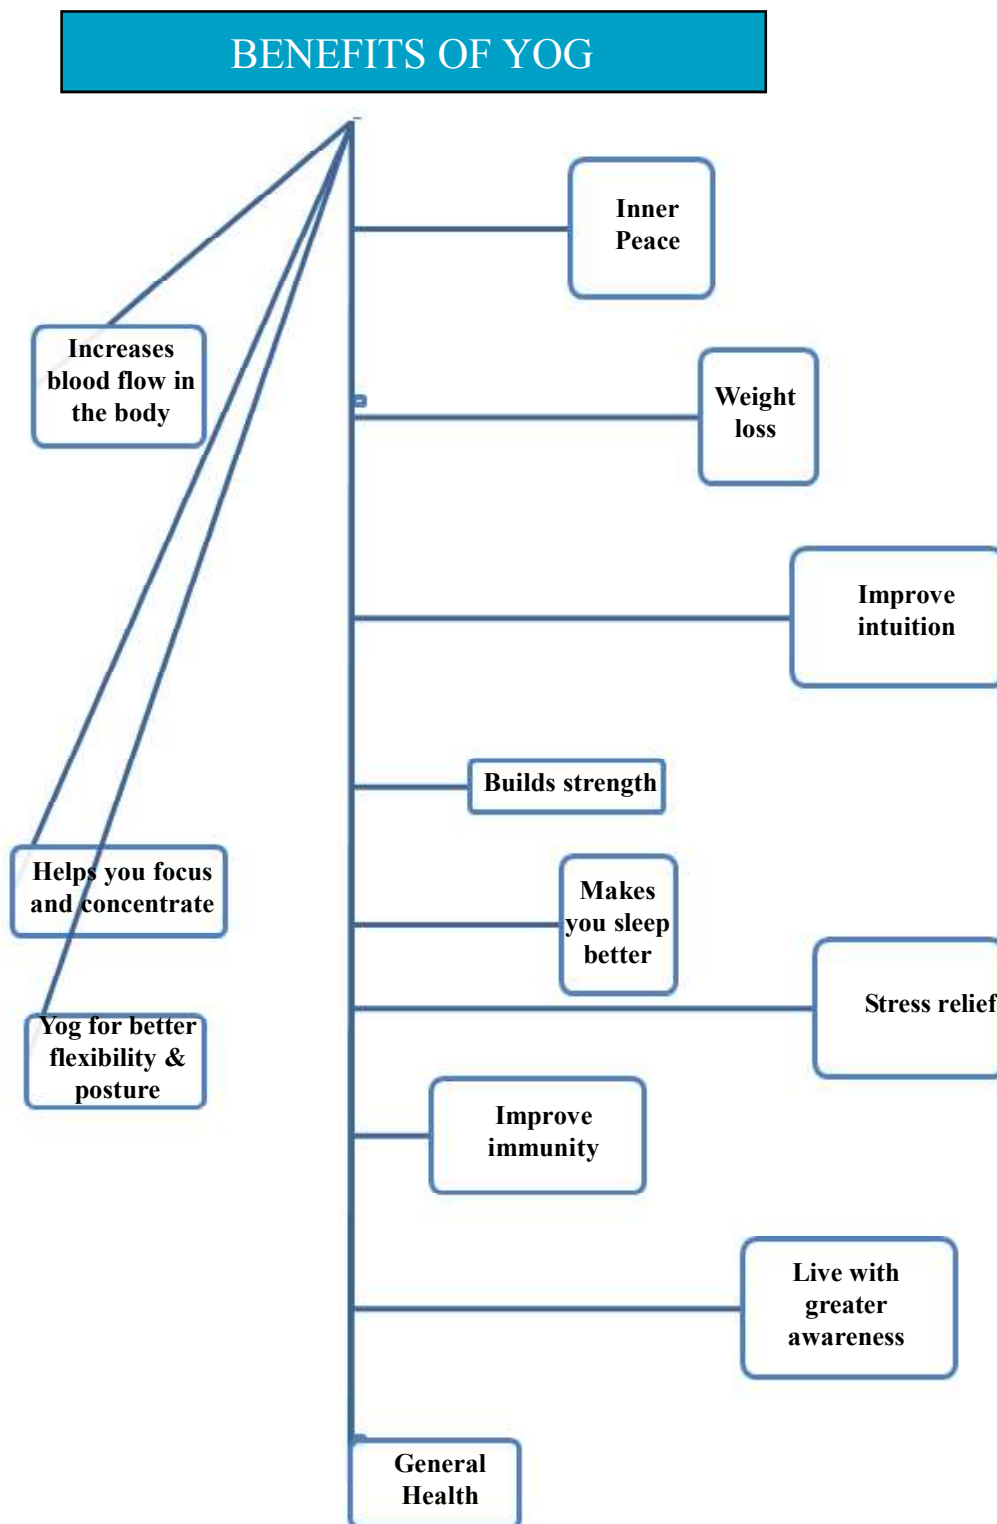 BENEFITS OF YOG
Inner
Peace
Increases
blood flow in
the body
Weight
loss
Improve
intuition
Builds strength
Helps you focus
and concentrate
Makes
you sleep
better
Stress relief
Yog for better
flexibility &
posture
Improve
immunity
Live with
greater
awareness
General
Health